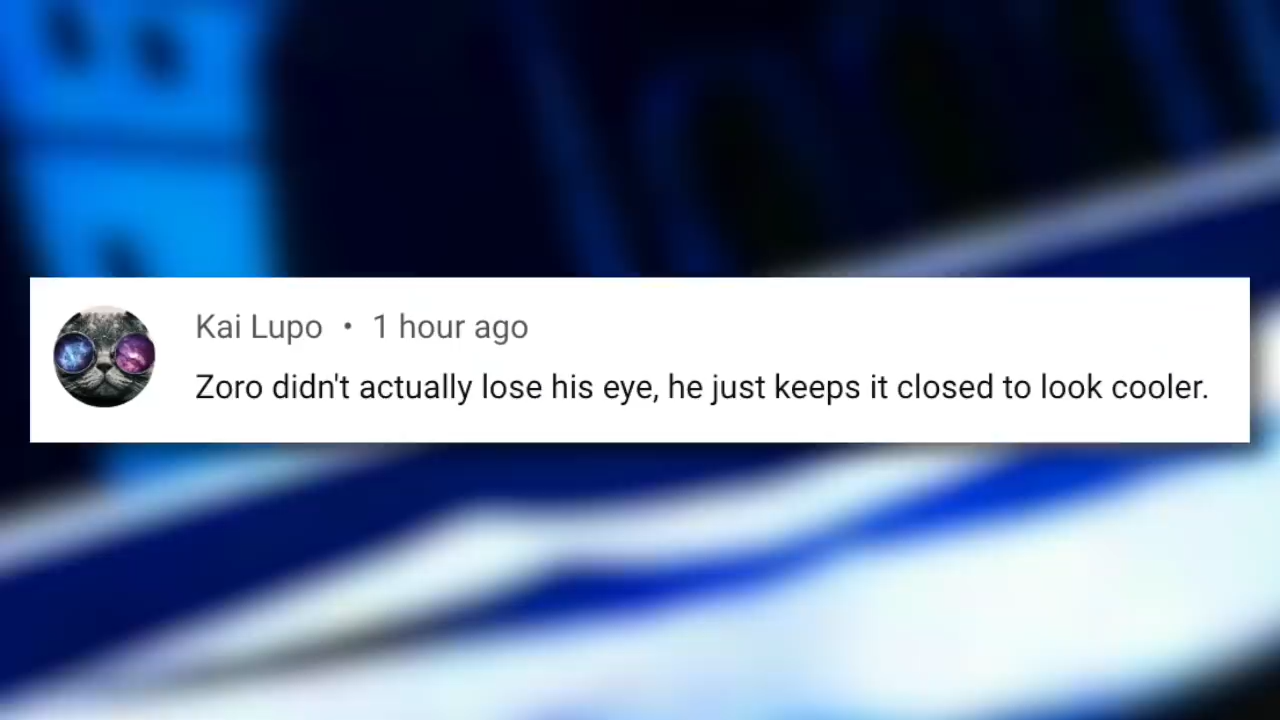 Kai Lupo • 1 hour ago
Zoro didn't actually lose his eye, he just keeps it closed to look cooler.